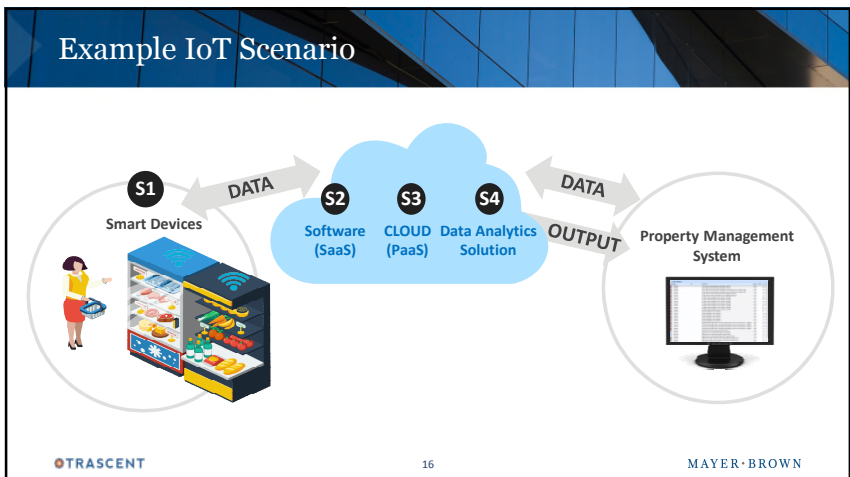 Example IoT Scenario
S1
Smart Devices
DATA
S2
Software
(SaaS)
S3
CLOUD
(PaaS)
S4
Data Analytics
Solution
DATA
OUTPUT
Property Management
System
TRASCENT
16
MAYER·BROWN